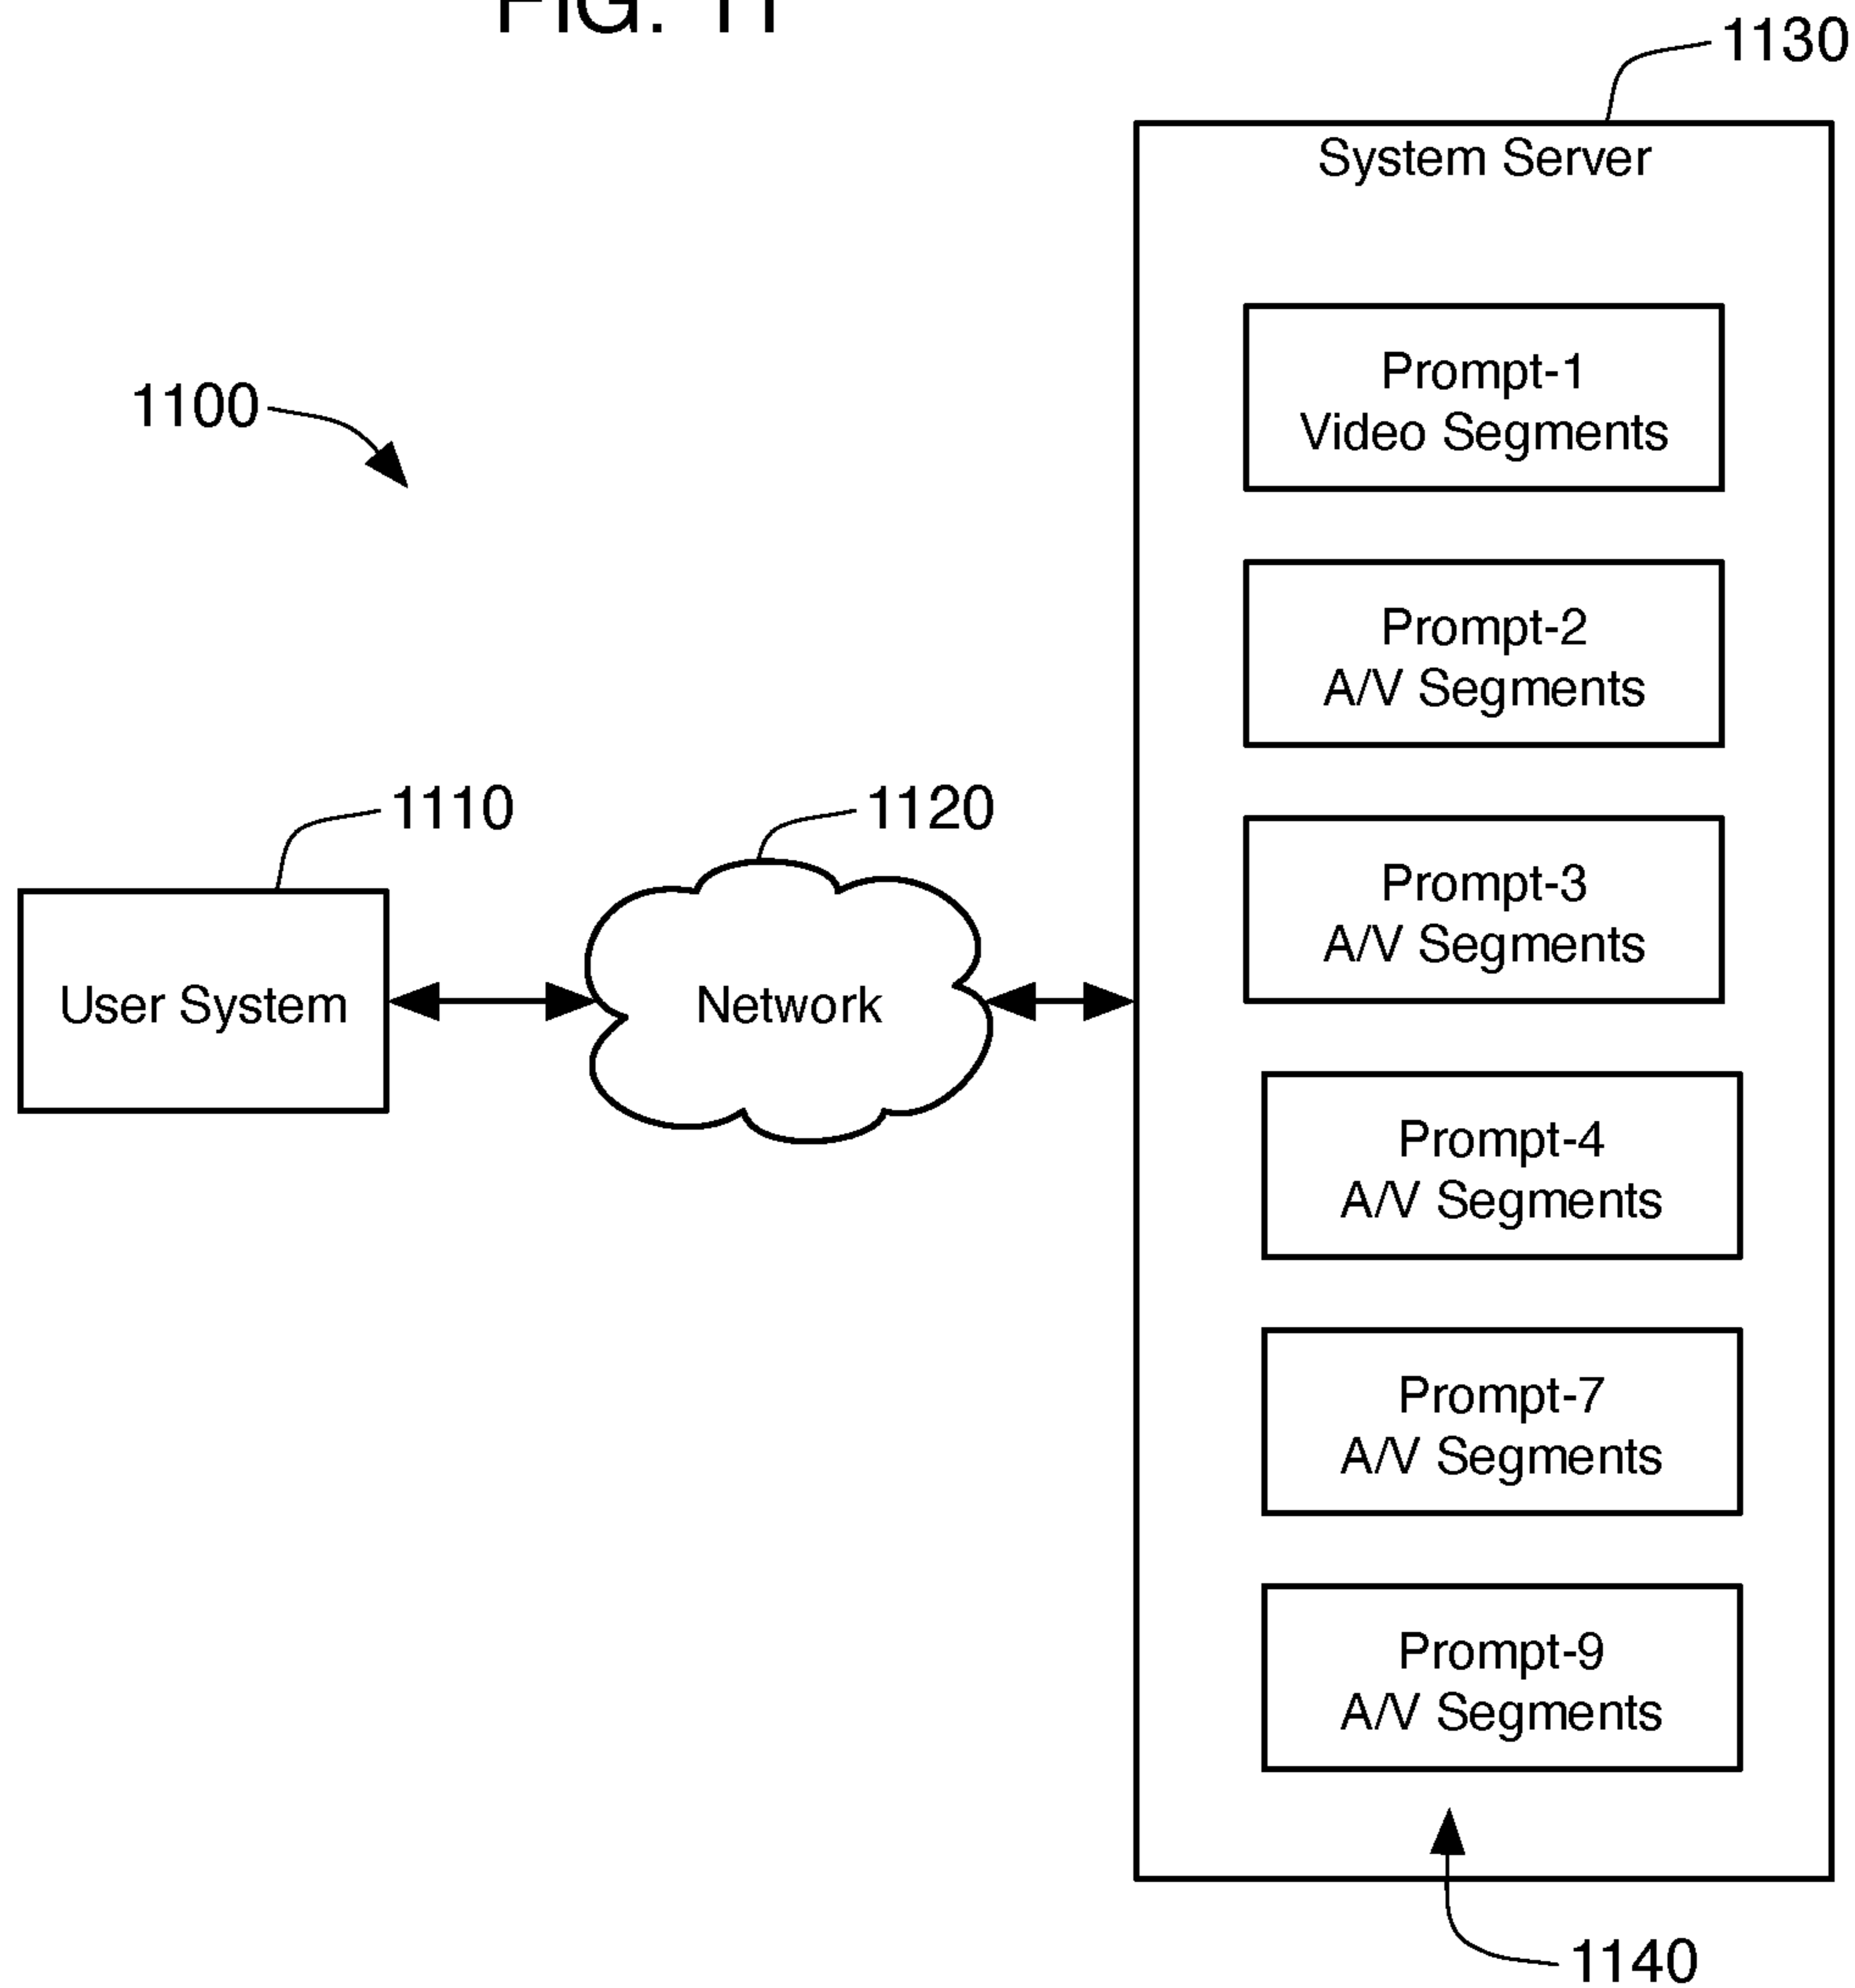 FIG. 11
1130
System Server
Prompt-1
Video Segments
1100
Prompt-2
A/V Segments
1110
1120
Prompt-3
A/V Segments
User System
Network
Prompt-4
A/V Segments
Prompt-7
A/V Segments
Prompt-9
A/V Segments
1140